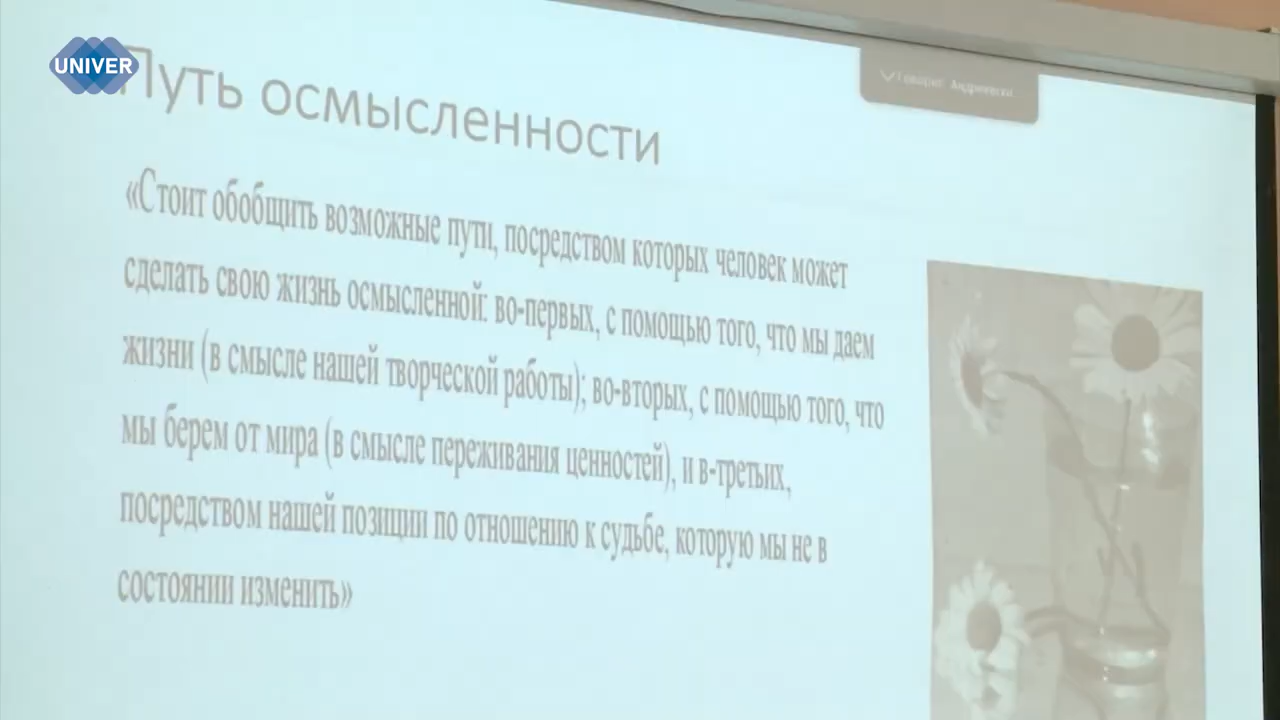 UNIVER
Путь осмысленности
Говорит:
«Стоит обобщить возможные пути, посредством которых человек может
сделать свою жизнь осмысленной: во-первых, с помощью того, что мы даем
жизни (в смысле нашей творческой работы); во-вторых, с помощью того, что
мы берем от мира (в смысле переживания ценностей), и в-третьих,
посредством нашей позиции по отношению к судьбе, которую мы не в
состоянии изменить»